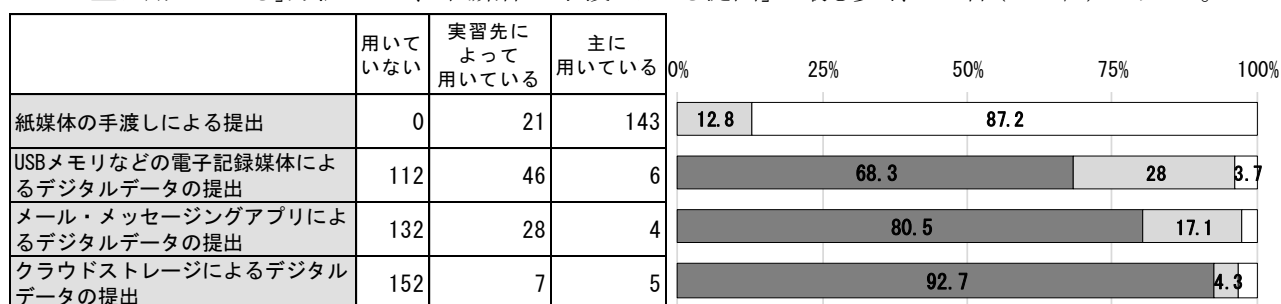 用いて
いない
実習先に
よって
用いている
主に
用いている
0%
25%
50%
75%
100%
紙媒体の手渡しによる提出
0
21
143
12.8
87.2
USBメモリなどの電子記録媒体によ
るデジタルデータの提出
112
46
6
68.3
28
3.7
メール・メッセージングアプリによ
るデジタルデータの提出
132
28
4
80.5
17.1
クラウドストレージによるデジタル
データの提出
152
7
5
92.7
4.3